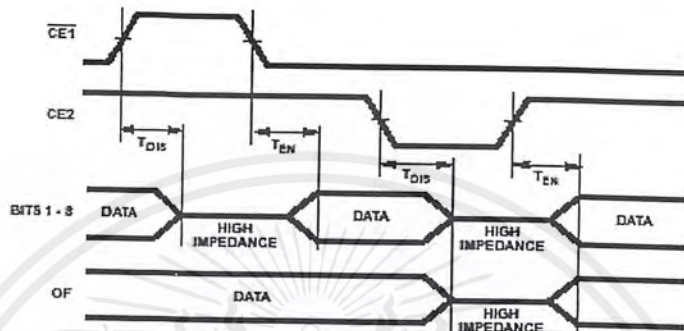 CE1
CE2
TDIS
TEN
TDIS
TEN
BITS 1 - 8
DATA
HIGH
IMPEDANCE
DATA
HIGH
IMPEDANCE
DATA
OF
DATA
HIGH
IMPEDANCE